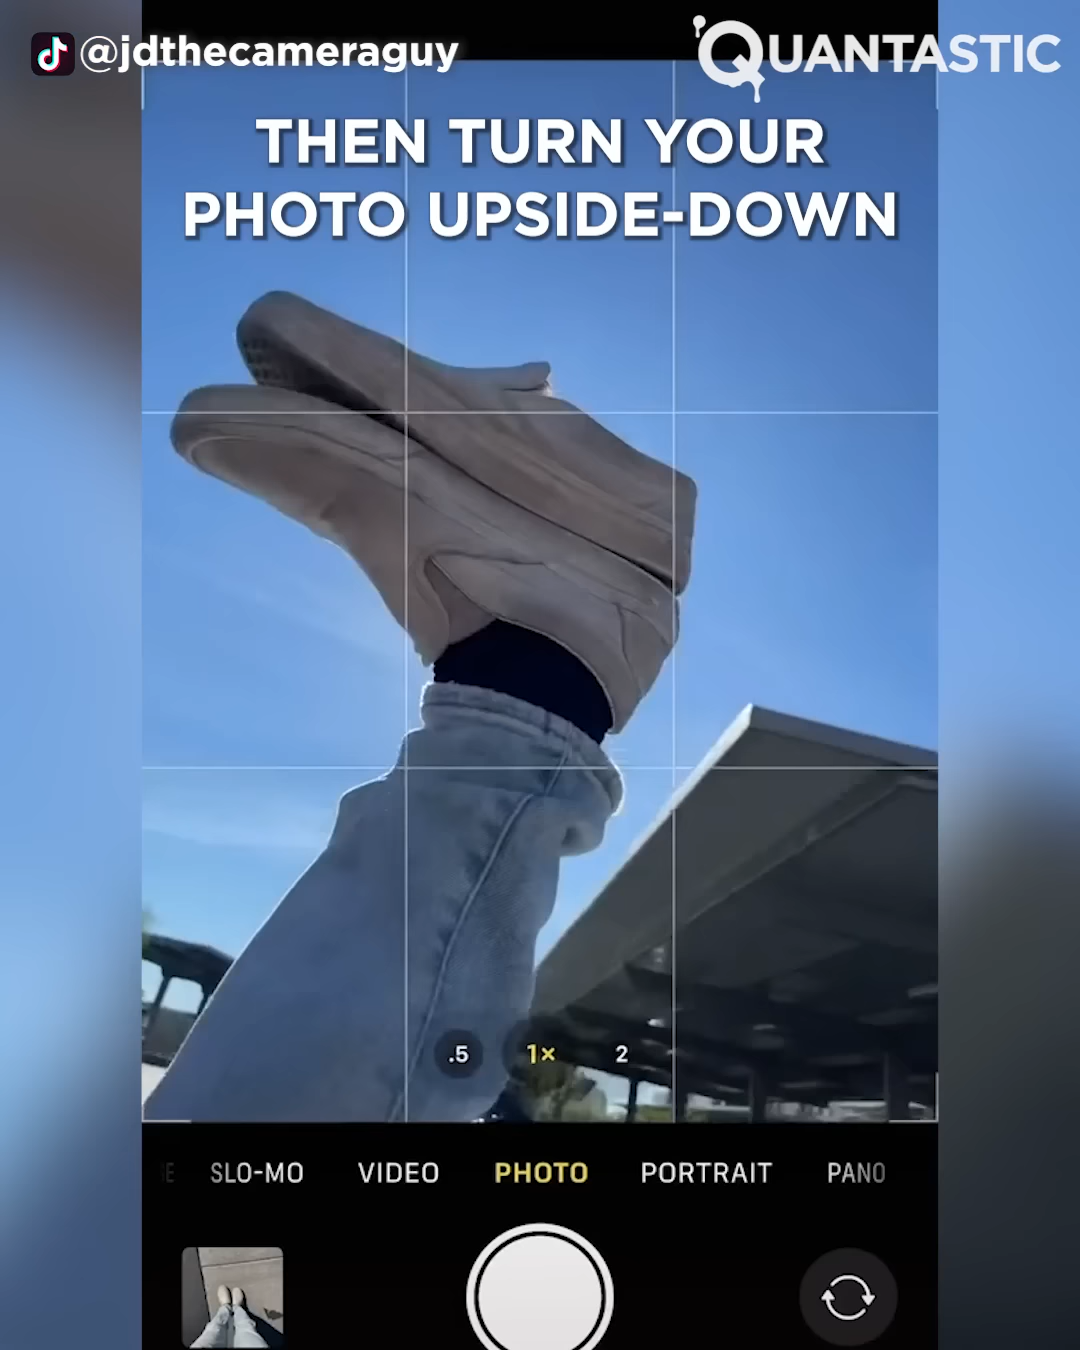 @jdthecameraguy
QUANTASTIC
THEN TURN YOUR
PHOTO UPSIDE-DOWN
.5
1×
2
SLO-MO
VIDEO
PHOTO
PORTRAIT
PANO